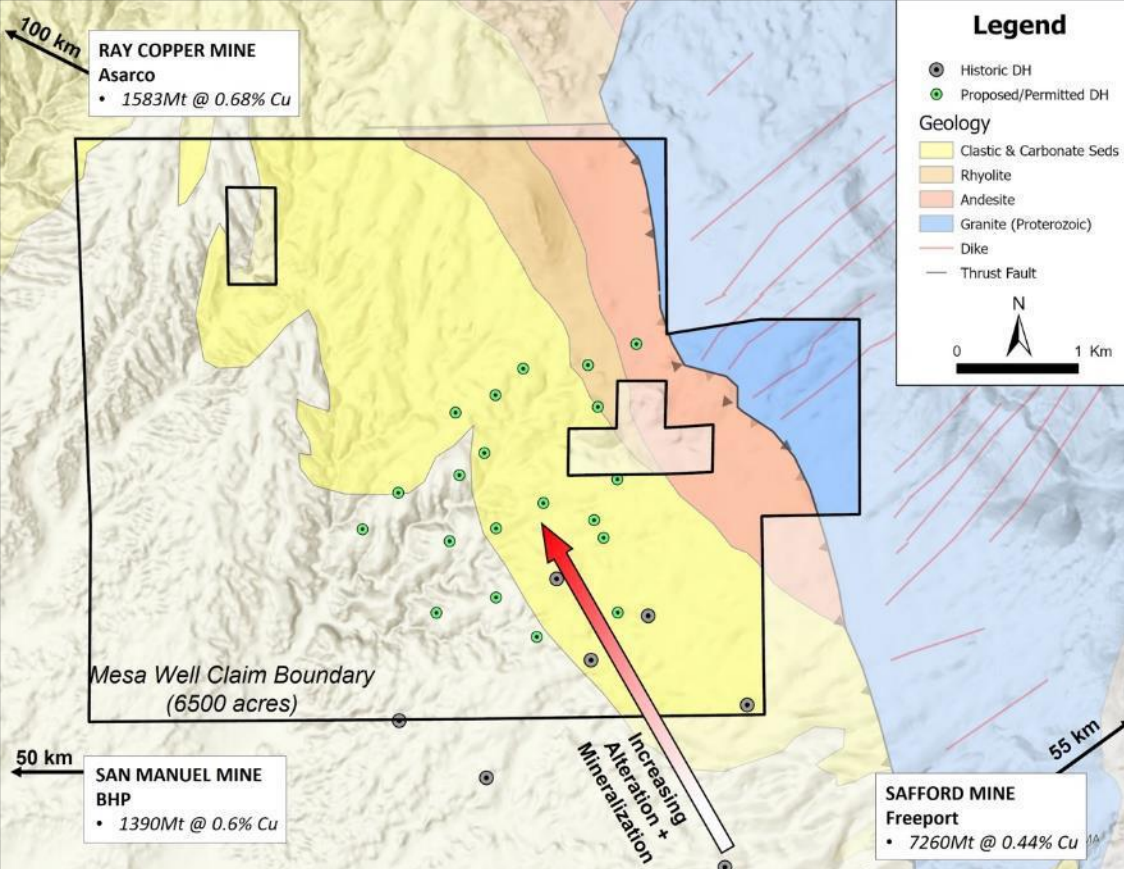 100 km
RAY COPPER MINE
Asarco
• 1583Mt @ 0.68% Cu
Legend
Historic DH
Proposed/Permitted DH
Geology
Clastic & Carbonate Seds
Rhyolite
Andesite
Granite (Proterozoic)
Dike
Thrust Fault
N
0 1 Km
Mesa Well Claim Boundary
(6500 acres)
50 km
SAN MANUEL MINE
BHP
• 1390Mt @ 0.6% Cu
Increasing
Alteration +
Mineralization
55 km
SAFFORD MINE
Freeport
• 7260Mt @ 0.44% Cu